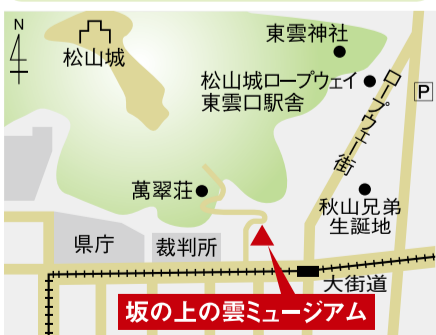 N
松山城
東雲神社
松山城ロープウェイ
東雲口駅舎
ロープウェー街
P
萬翠荘
秋山兄弟
生誕地
県庁
裁判所
大街道
坂の上の雲ミュージアム